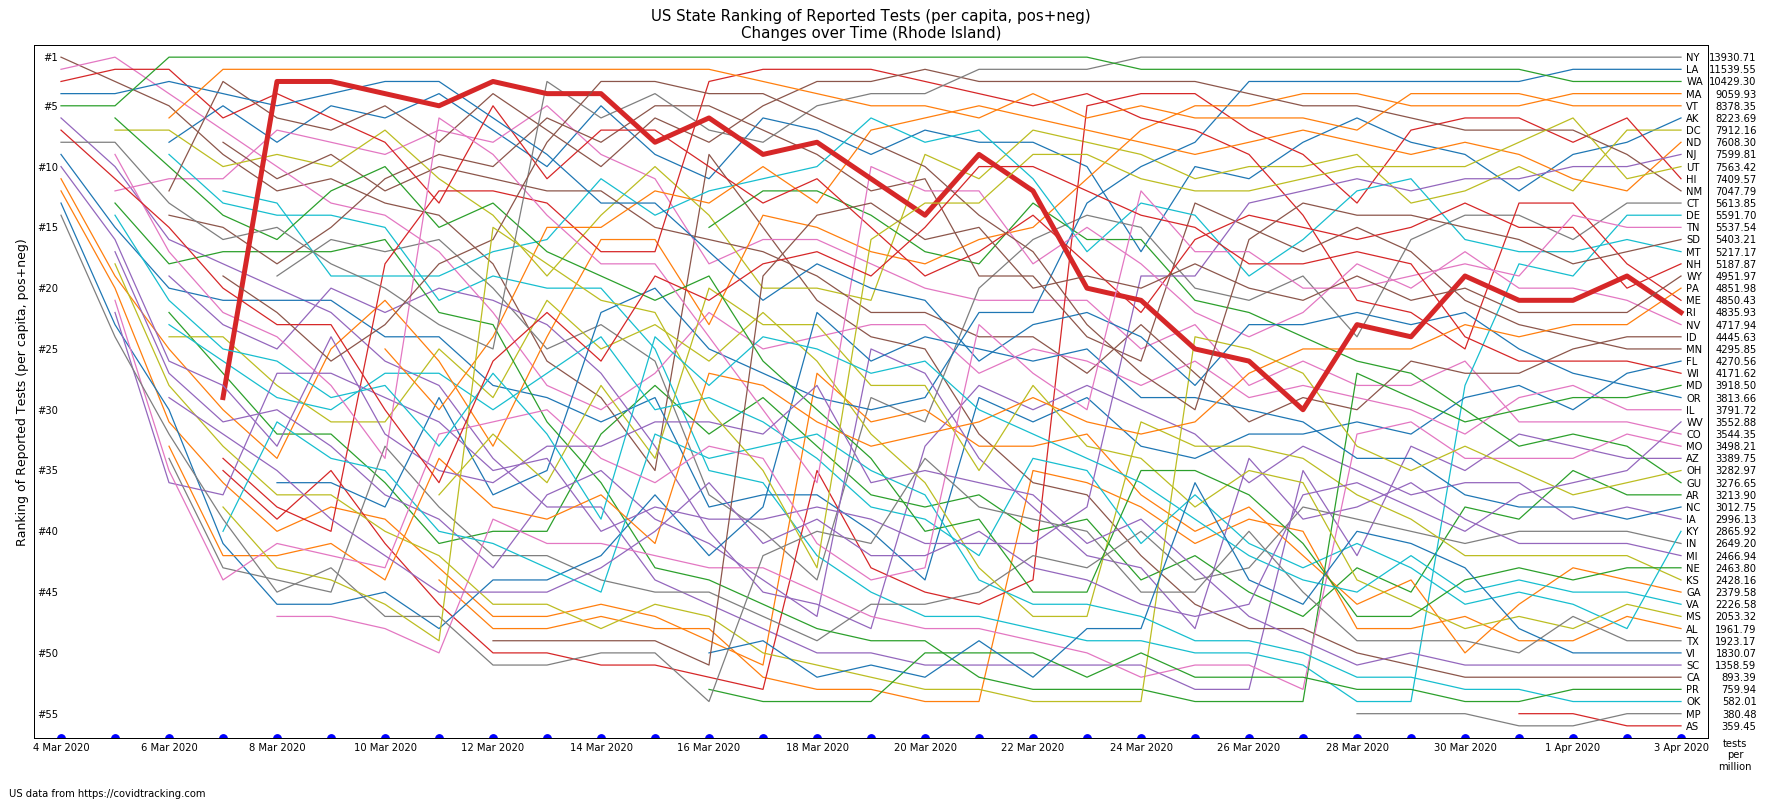 US State Ranking of Reported Tests (per capita, pos+neg)
Changes over Time (Rhode Island)
Ranking of Reported Tests (per capita, pos+neg)
#1
#5
#10
#15
#20
#25
#30
#35
#40
#45
#50
#55
NY 13930.71
LA 11539.55
WA 10429.30
MA 9059.93
VT 8378.35
AK 8223.69
DC 7912.16
ND 7608.30
NJ 7599.81
UT 7563.42
HI 7409.57
NM 7047.79
CT 5613.85
DE 5591.70
TN 5537.54
SD 5403.21
MT 5217.17
NH 5187.87
WY 4951.97
PA 4851.98
ME 4850.43
RI 4835.93
NV 4717.94
ID 4445.63
MN 4295.85
FL 4270.56
WI 4171.62
MD 3918.50
OR 3813.66
IL 3791.72
WV 3552.88
CO 3544.35
MO 3498.21
AZ 3389.75
OH 3282.97
GU 3276.65
AR 3213.90
NC 3012.75
IA 2996.13
KY 2865.92
IN 2649.20
MI 2466.94
NE 2463.80
KS 2428.16
GA 2379.58
VA 2226.58
MS 2053.32
AL 1961.79
TX 1923.17
VI 1830.07
SC 1358.59
CA 893.39
PR 759.94
OK 582.01
MP 380.48
AS 359.45
4 Mar 2020
6 Mar 2020
8 Mar 2020
10 Mar 2020
12 Mar 2020
14 Mar 2020
16 Mar 2020
18 Mar 2020
20 Mar 2020
22 Mar 2020
24 Mar 2020
26 Mar 2020
28 Mar 2020
30 Mar 2020
1 Apr 2020
3 Apr 2020
tests
per
million
US data from https://covidtracking.com